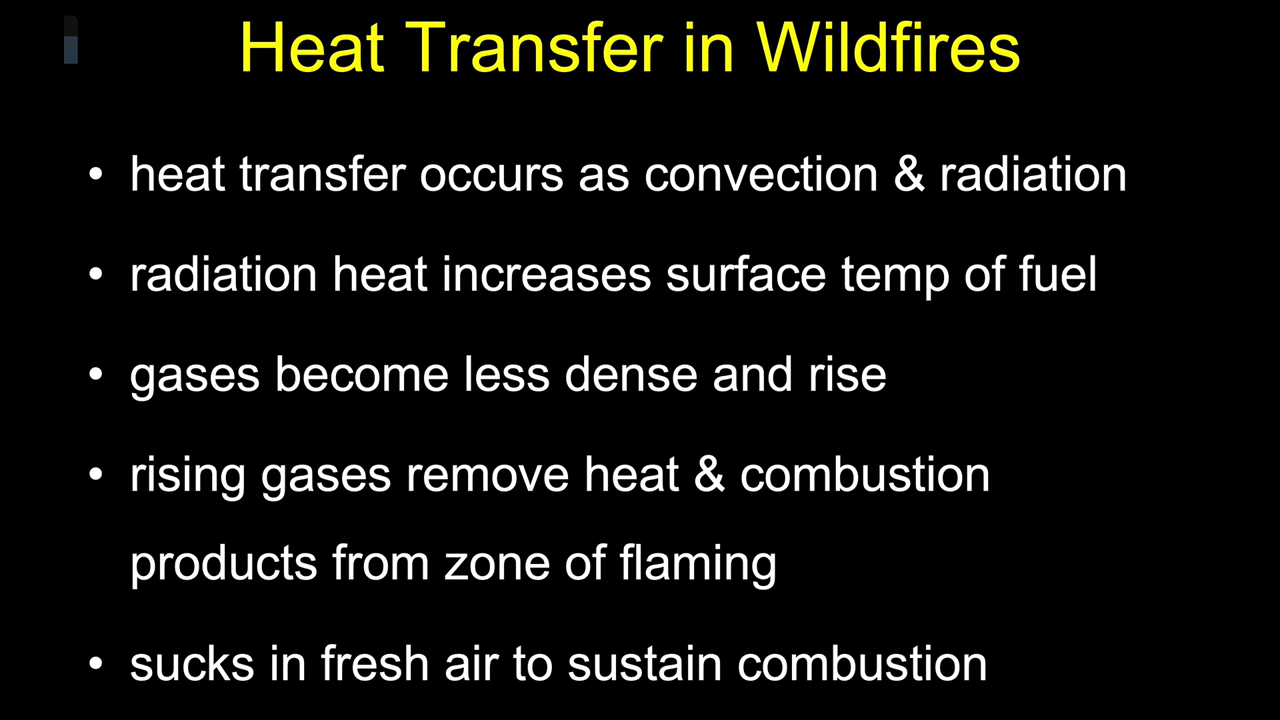 Heat Transfer in Wildfires
• heat transfer occurs as convection & radiation
• radiation heat increases surface temp of fuel
• gases become less dense and rise
• rising gases remove heat & combustion
products from zone of flaming
• sucks in fresh air to sustain combustion